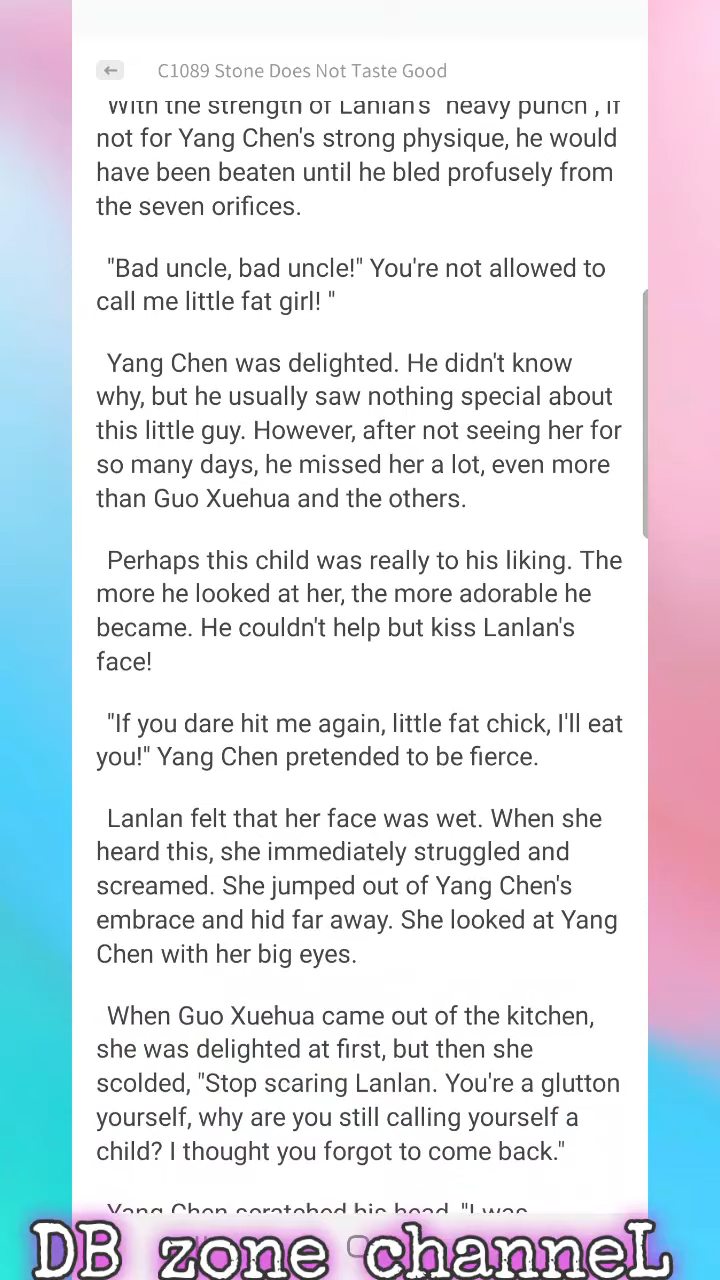 C1089 Stone Does Not Taste Good
With the strength of Lanlan's "heavy punch", if
not for Yang Chen's strong physique, he would
have been beaten until he bled profusely from
the seven orifices.
"Bad uncle, bad uncle!" You're not allowed to
call me little fat girl! "
Yang Chen was delighted. He didn't know
why, but he usually saw nothing special about
this little guy. However, after not seeing her for
so many days, he missed her a lot, even more
than Guo Xuehua and the others.
Perhaps this child was really to his liking. The
more he looked at her, the more adorable he
became. He couldn't help but kiss Lanlan's
face!
"If you dare hit me again, little fat chick, I'll eat
you!" Yang Chen pretended to be fierce.
Lanlan felt that her face was wet. When she
heard this, she immediately struggled and
screamed. She jumped out of Yang Chen's
embrace and hid far away. She looked at Yang
Chen with her big eyes.
When Guo Xuehua came out of the kitchen,
she was delighted at first, but then she
scolded, "Stop scaring Lanlan. You're a glutton
yourself, why are you still calling yourself a
child? I thought you forgot to come back."
Yang Chen scratched his head. "I was
DB zone channeL